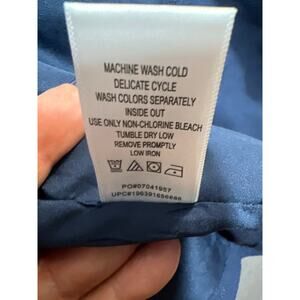 MACHINE WASH COLD
DELICATE CYCLE
WASH COLORS SEPARATELY
INSIDE OUT
USE ONLY NON-CHLORINE BLEACH
TUMBLE DRY LOW
REMOVE PROMPTLY
LOW IRON
PO#07041957
UPC#196391656686